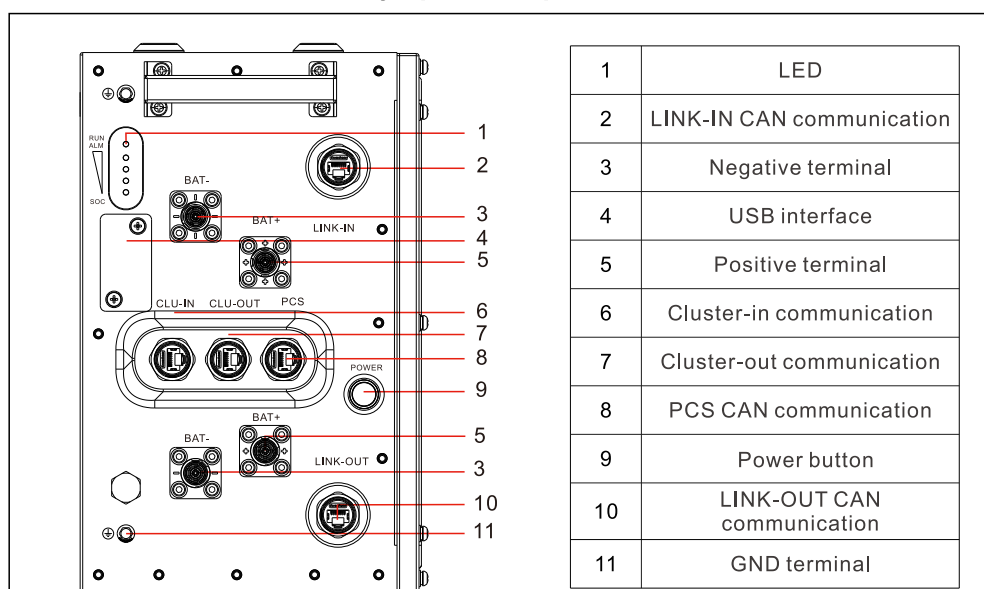 RUN
ALM
SOC
BAT-
BAT+
LINK-IN
CLU-IN
CLU-OUT
PCS
POWER
BAT+
BAT-
LINK-OUT
1
2
3
4
5
6
7
8
9
5
3
10
11
1 LED
2 LINK-IN CAN communication
3 Negative terminal
4 USB interface
5 Positive terminal
6 Cluster-in communication
7 Cluster-out communication
8 PCS CAN communication
9 Power button
10 LINK-OUT CAN
communication
11 GND terminal